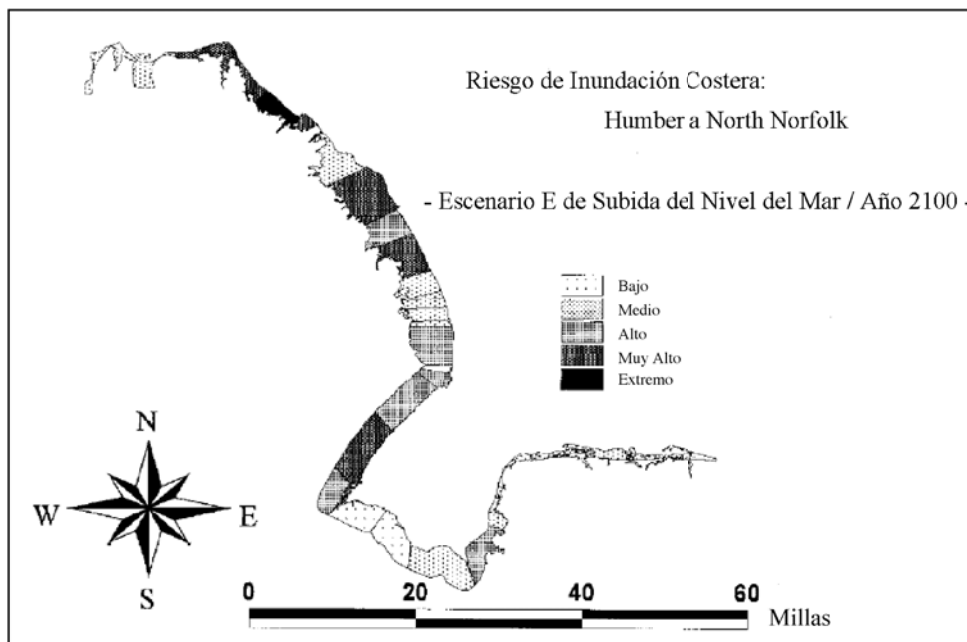 Riesgo de Inundación Costera:
Humber a North Norfolk
- Escenario E de Subida del Nivel del Mar / Año 2100 -
Bajo
Medio
Alto
Muy Alto
Extremo
N
W E
S
0 20 40 60
Millas